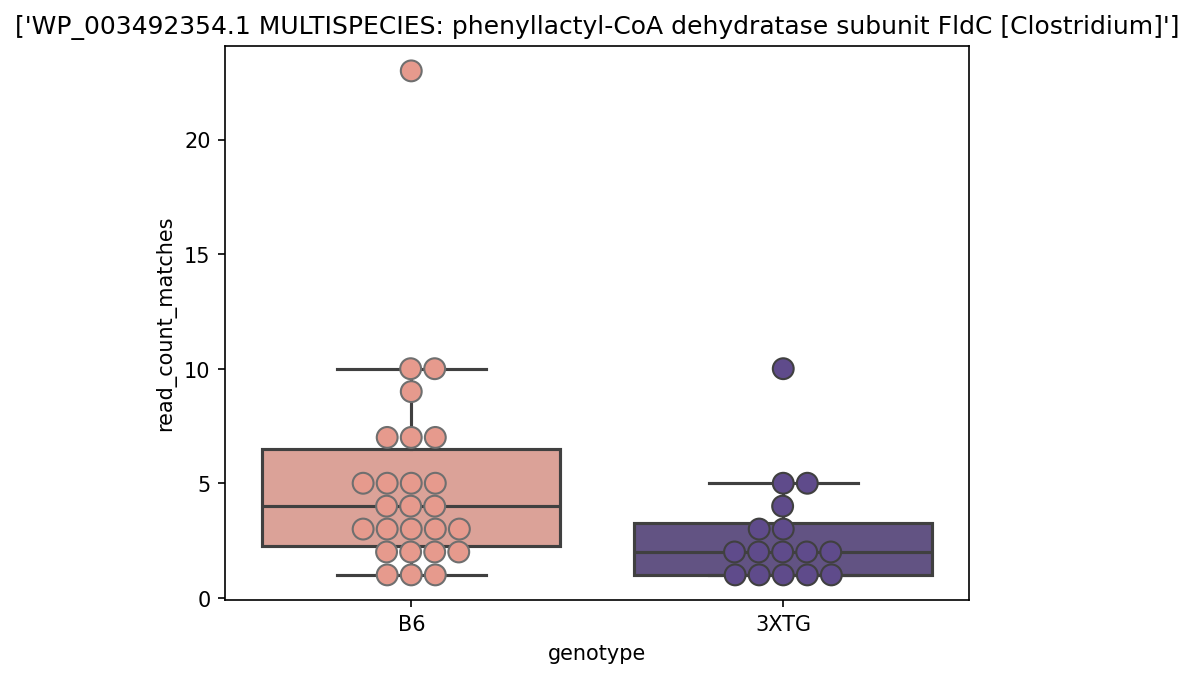 ['WP_003492354.1 MULTISPECIES: phenyllactyl-CoA dehydratase subunit FldC [Clostridium]']
read_count_matches
20
15
10
5
0
B6
3XTG
genotype